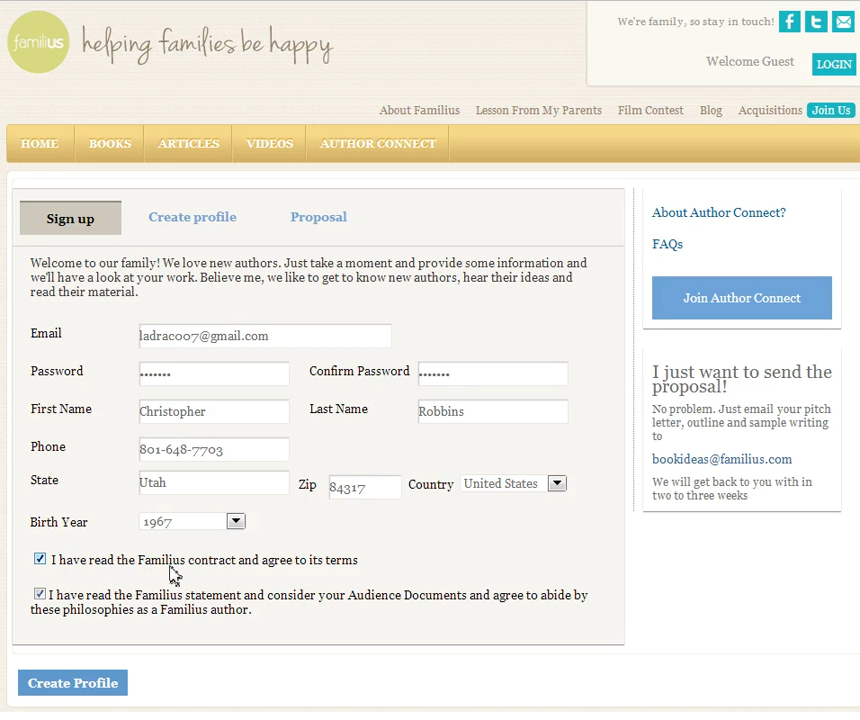 We're family, so stay in touch!
familius
helping families be happy
Welcome Guest
LOGIN
About Familius
Lesson From My Parents
Film Contest
Blog
Acquisitions
Join Us
HOME
BOOKS
ARTICLES
VIDEOS
AUTHOR CONNECT
Sign up
Create profile
Proposal
Welcome to our family! We love new authors. Just take a moment and provide some information and
we'll have a look at your work. Believe me, we like to get to know new authors, hear their ideas and
read their material.
Email
ladrac007@gmail.com
Password
•••••••
Confirm Password
•••••••
First Name
Christopher
Last Name
Robbins
Phone
801-648-7703
State
Utah
Zip
84317
Country
United States
Birth Year
1967
I have read the Familius contract and agree to its terms
I have read the Familius statement and consider your Audience Documents and agree to abide by
these philosophies as a Familius author.
Create Profile
About Author Connect?
FAQs
Join Author Connect
I just want to send the
proposal!
No problem. Just email your pitch
letter, outline and sample writing
to
bookideas@familius.com
We will get back to you with in
two to three weeks